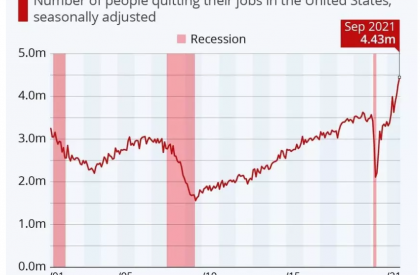 Number of people quitting their jobs in the United States,
seasonally adjusted
Sep 2021
4.43m
Recession
5.0m
4.0m
3.0m
2.0m
1.0m
0.0m
'01
'05
'10
'15
'21